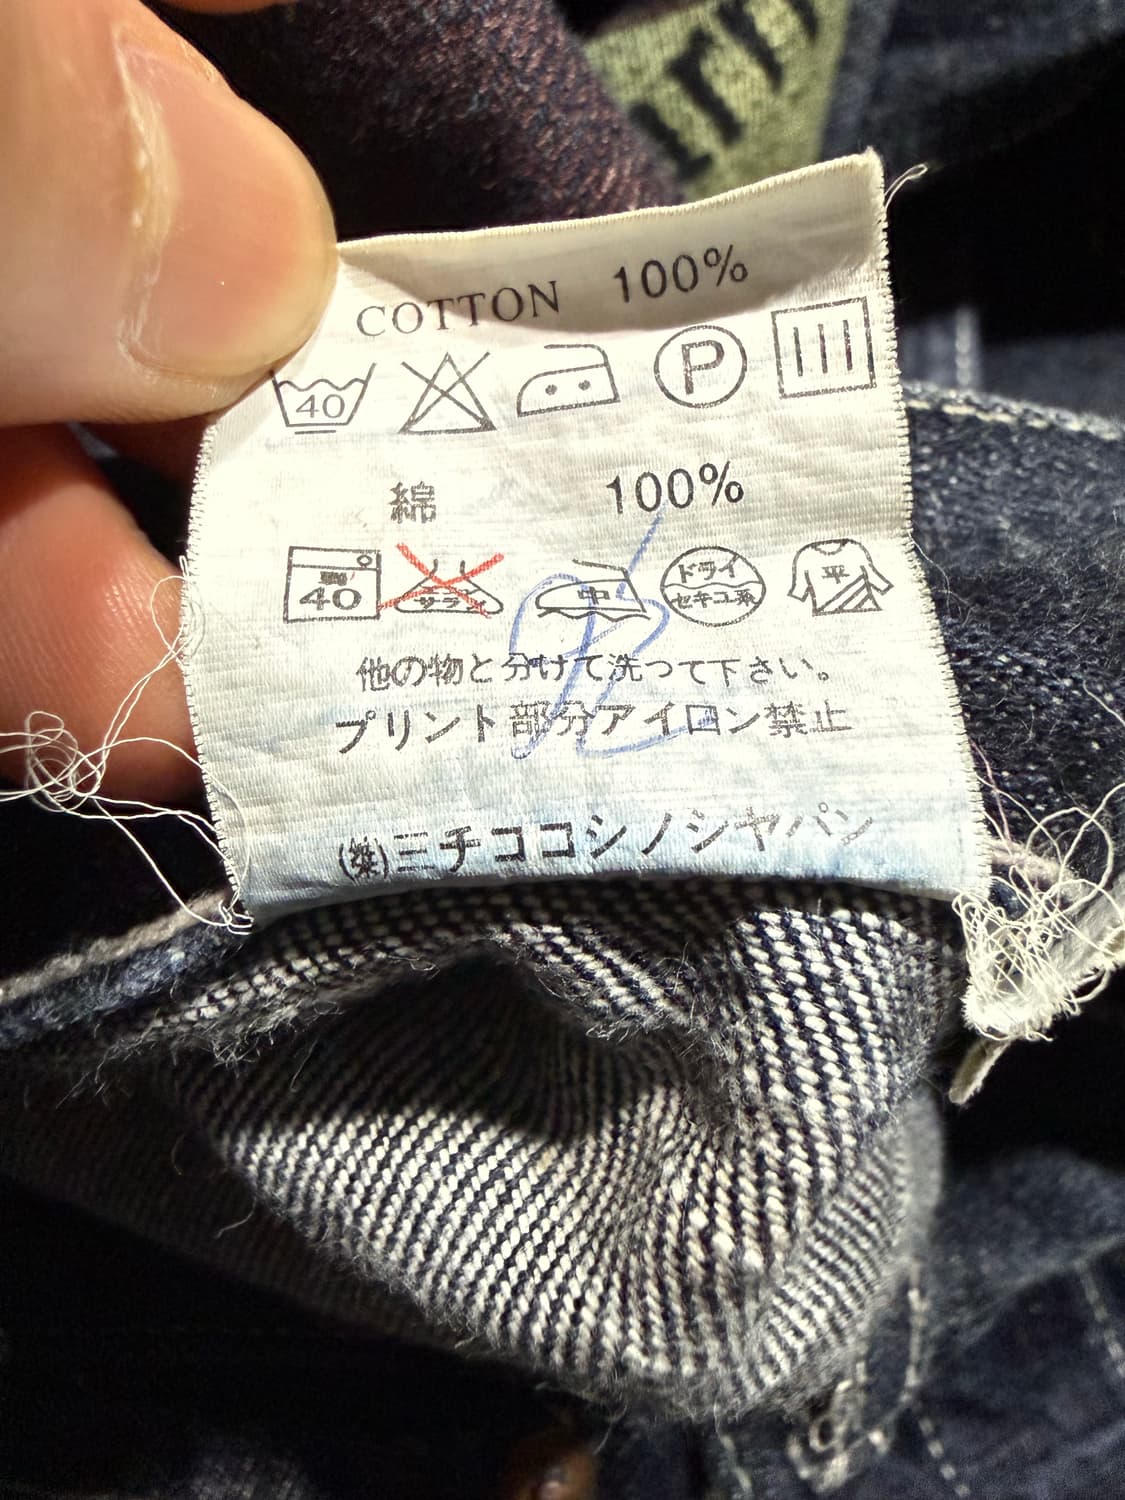 COTTON 100%
40 P
綿 100%
弱 40 サラシ 中 ドライ セキユ系 平
他の物と分けて洗って下さい。
プリント部分アイロン禁止
㈱ミチココシノジャパン